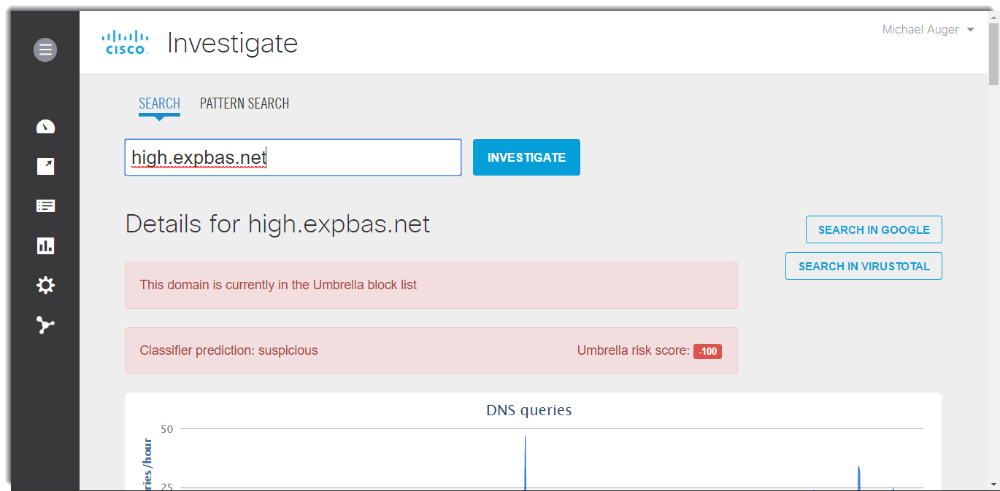 CISCO
Investigate
Michael Auger
SEARCH
PATTERN SEARCH
high.expbas.net
INVESTIGATE
Details for high.expbas.net
SEARCH IN GOOGLE
SEARCH IN VIRUSTOTAL
This domain is currently in the Umbrella block list
Classifier prediction: suspicious
Umbrella risk score: -100
DNS queries
50
ries /hour
25